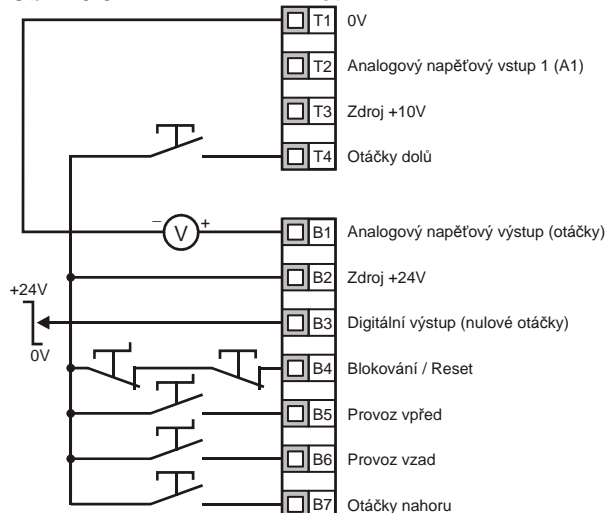 T1 0V
T2 Analogový napěťový vstup 1 (A1)
T3 Zdroj +10V
T4 Otáčky dolů
− V +
B1 Analogový napěťový výstup (otáčky)
B2 Zdroj +24V
+24V
B3 Digitální výstup (nulové otáčky)
0V
B4 Blokování / Reset
B5 Provoz vpřed
B6 Provoz vzad
B7 Otáčky nahoru